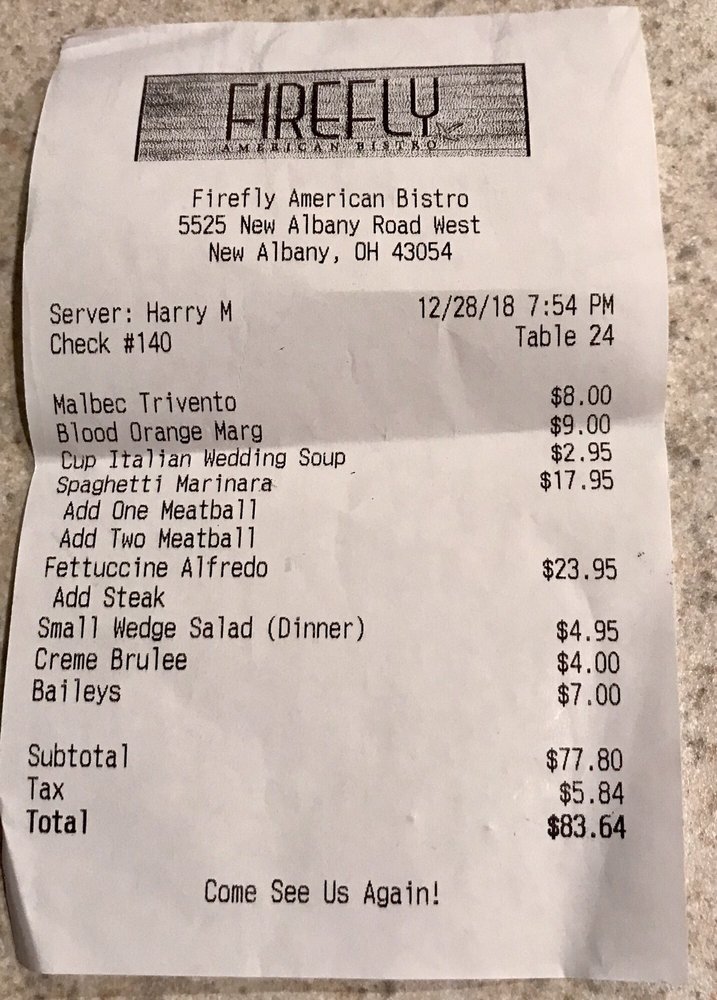 FIREFLY
AMERICAN BISTRO
Firefly American Bistro
5525 New Albany Road West
New Albany, OH 43054
Server: Harry M 12/28/18 7:54 PM
Check #140 Table 24
Malbec Trivento $8.00
Blood Orange Marg $9.00
Cup Italian Wedding Soup $2.95
Spaghetti Marinara $17.95
Add One Meatball
Add Two Meatball
Fettuccine Alfredo $23.95
Add Steak
Small Wedge Salad (Dinner) $4.95
Creme Brulee $4.00
Baileys $7.00
Subtotal $77.80
Tax $5.84
Total $83.64
Come See Us Again!